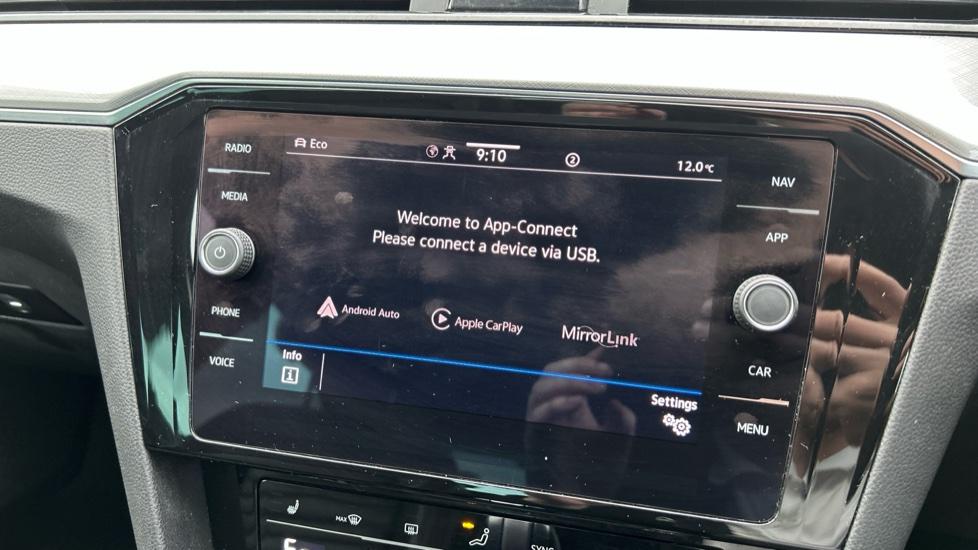 RADIO
MEDIA
PHONE
VOICE
Eco
9:10
2
12.0°C
Welcome to App-Connect
Please connect a device via USB.
Android Auto
Apple CarPlay
MirrorLink
Info
i
Settings
NAV
APP
CAR
MENU
MAX
SYNC